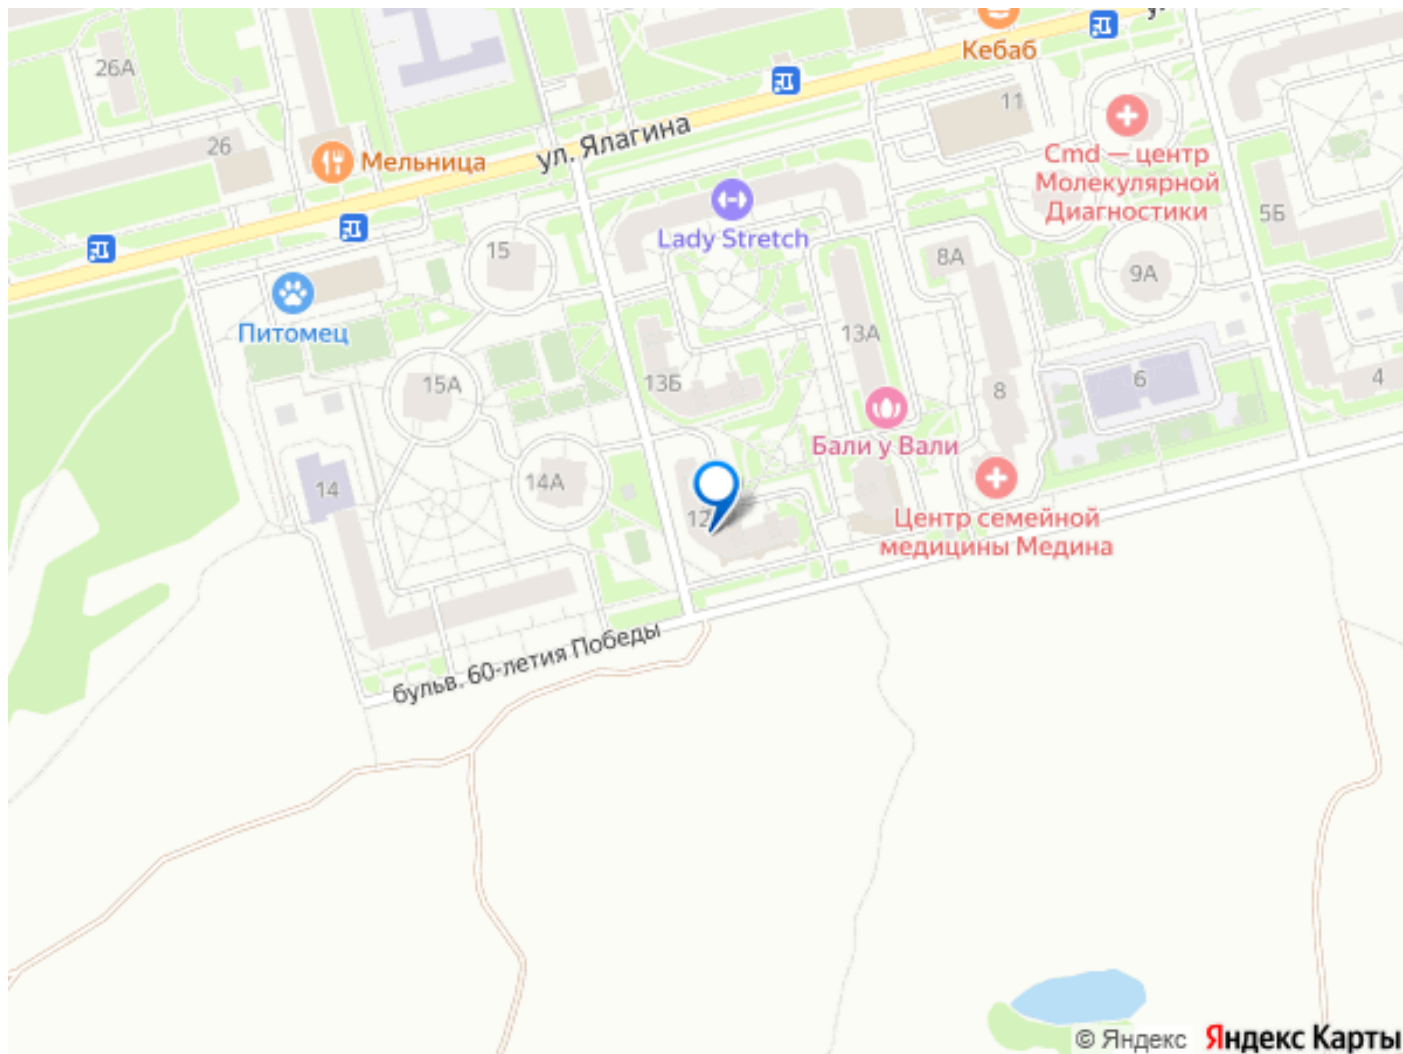 Кебаб
26А
11
ул. Ялагина
26
Мельница
Cmd — центр
Молекулярной
Диагностики
5Б
Lady Stretch
15
8А
9А
Питомец
13А
15А
13Б
8
6
4
Бали у Вали
14
14А
12
Центр семейной
медицины Медина
бульв. 60-летия Победы
© Яндекс Яндекс Карты